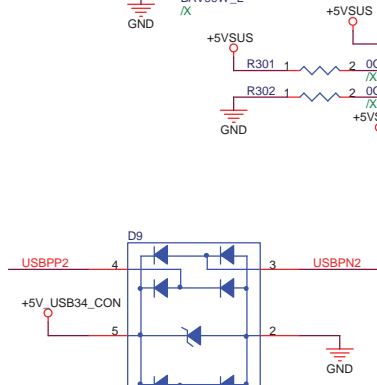 /X
GND
+5VSUS
+5VSUS
R301 1 2
/X
R302 1 2
/X
GND
D9
USBPP2 4 3 USBPN2
+5V_USB34_CON
5 2
GND